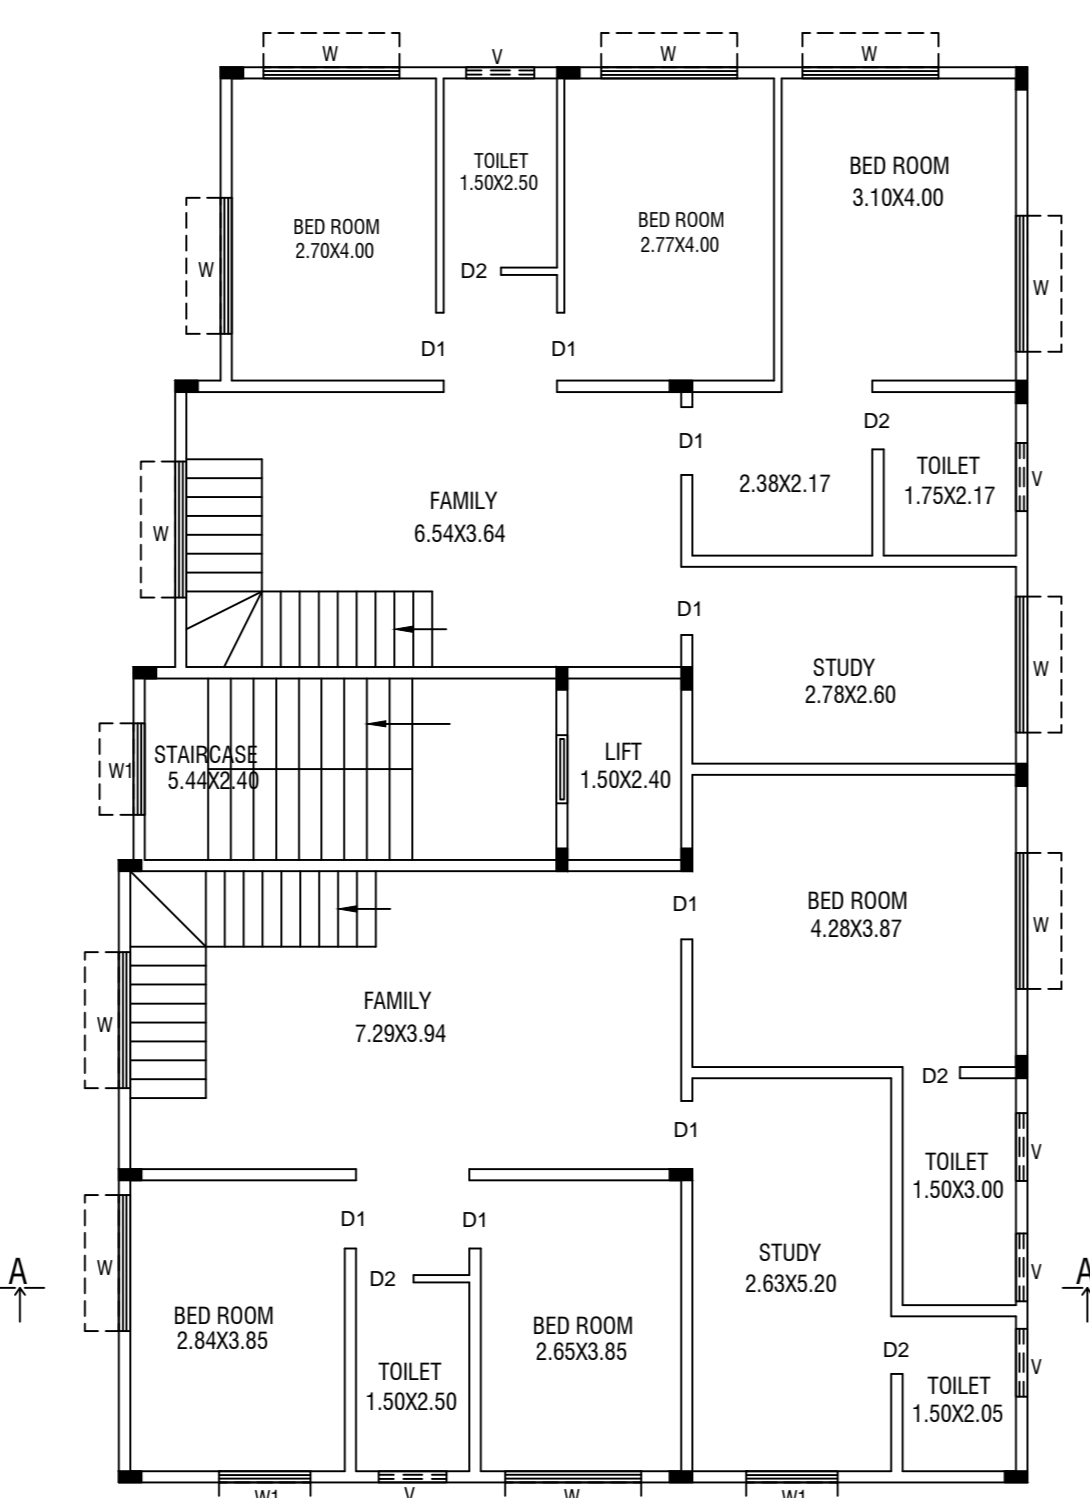 W
V
W
W
TOILET
1.50X2.50
BED ROOM
3.10X4.00
BED ROOM
2.70X4.00
BED ROOM
2.77X4.00
W
D2
W
D1
D1
D2
D1
TOILET
1.75X2.17
V
2.38X2.17
FAMILY
6.54X3.64
W
D1
STUDY
2.78X2.60
W
STAIRCASE
5.44X2.40
W1
LIFT
1.50X2.40
D1
BED ROOM
4.28X3.87
W
FAMILY
7.29X3.94
W
D2
D1
TOILET
1.50X3.00
V
D1
D1
STUDY
2.63X5.20
A
W
D2
V
A
BED ROOM
2.84X3.85
BED ROOM
2.65X3.85
D2
V
TOILET
1.50X2.50
TOILET
1.50X2.05
W1
V
W
W1